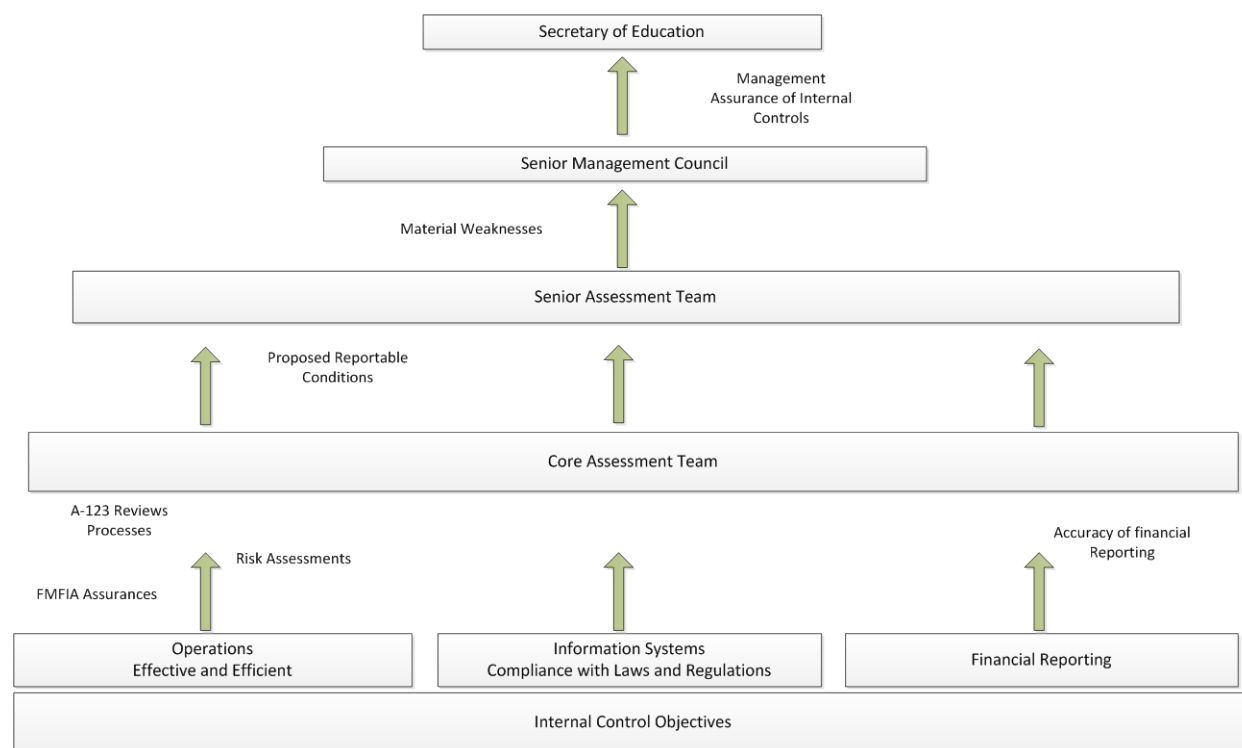 Secretary of Education
Management
Assurance of Internal
Controls
Senior Management Council
Material Weaknesses
Senior Assessment Team
Proposed Reportable
Conditions
Core Assessment Team
A-123 Reviews
Processes
Risk Assessments
FMFIA Assurances
Accuracy of financial
Reporting
Operations
Effective and Efficient
Information Systems
Compliance with Laws and Regulations
Financial Reporting
Internal Control Objectives